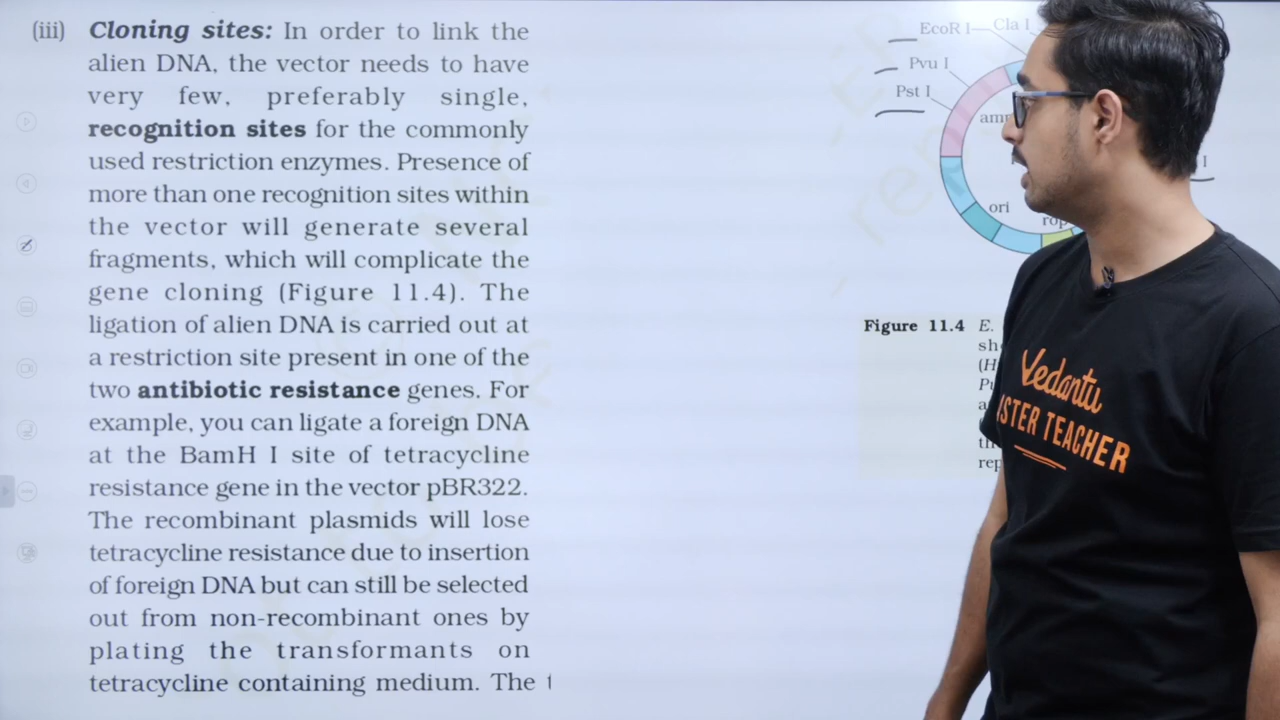 (iii) Cloning sites: In order to link the
alien DNA, the vector needs to have
very few, preferably single,
recognition sites for the commonly
used restriction enzymes. Presence of
more than one recognition sites within
the vector will generate several
fragments, which will complicate the
gene cloning (Figure 11.4). The
ligation of alien DNA is carried out at
a restriction site present in one of the
two antibiotic resistance genes. For
example, you can ligate a foreign DNA
at the BamH I site of tetracycline
resistance gene in the vector pBR322.
The recombinant plasmids will lose
tetracycline resistance due to insertion
of foreign DNA but can still be selected
out from non-recombinant ones by
plating the transformants on
tetracycline containing medium. The
EcoR I
Cla I
Pvu I
Pst I
I
ori
rop
Figure 11.4 E.
Vedantu
TEACHER